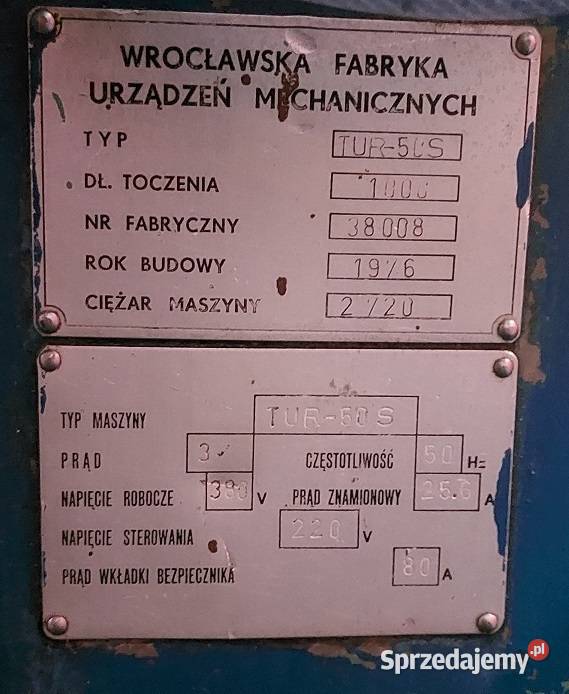 WROCŁAWSKA FABRYKA
URZĄDZEŃ MECHANICZNYCH
TYP TUR-50S
DŁ. TOCZENIA 1000
NR FABRYCZNY 38008
ROK BUDOWY 1976
CIĘŻAR MASZYNY 2720
TYP MASZYNY TUR-50S
PRĄD 3~ CZĘSTOTLIWOŚĆ 50 Hz
NAPIĘCIE ROBOCZE 380 V PRĄD ZNAMIONOWY 25.6 A
NAPIĘCIE STEROWANIA 220 V
PRĄD WKŁADKI BEZPIECZNIKA 80 A
Sprzedajemy.pl